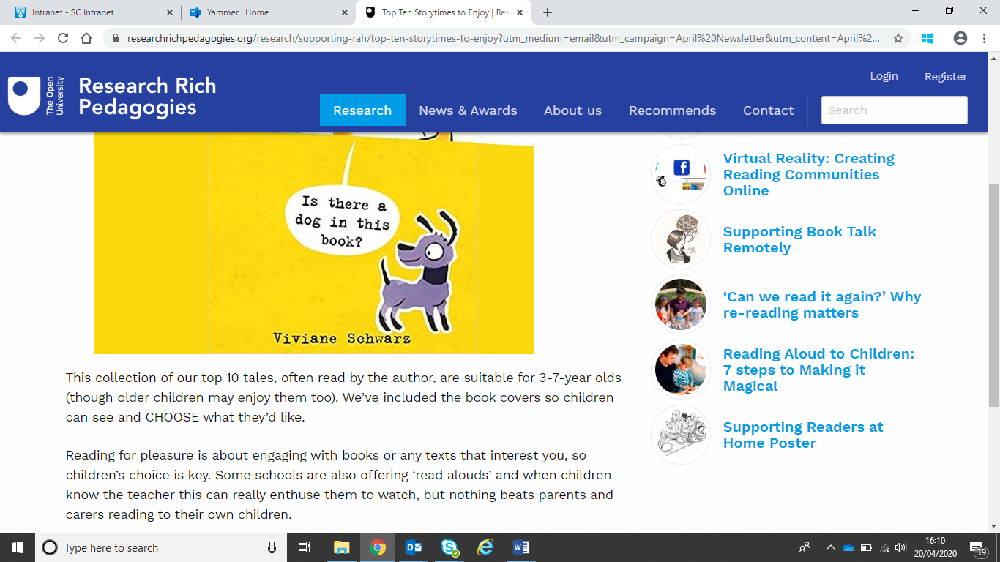 Intranet - SC Intranet
Yammer : Home
Top Ten Storytimes to Enjoy | Res
researchrichpedagogies.org/research/supporting-rah/top-ten-storytimes-to-enjoy?utm_medium=email&utm_campaign=April%20Newsletter&utm_content=April%2...
The Open
University
Research Rich
Pedagogies
Login
Register
Research
News & Awards
About us
Recommends
Contact
Search
Is there a
dog in this
book?
Viviane Schwarz
This collection of our top 10 tales, often read by the author, are suitable for 3-7-year olds
(though older children may enjoy them too). We’ve included the book covers so children
can see and CHOOSE what they’d like.
Reading for pleasure is about engaging with books or any texts that interest you, so
children’s choice is key. Some schools are also offering ‘read alouds’ and when children
know the teacher this can really enthuse them to watch, but nothing beats parents and
carers reading to their own children.
Virtual Reality: Creating
Reading Communities
Online
Supporting Book Talk
Remotely
‘Can we read it again?’ Why
re-reading matters
Reading Aloud to Children:
7 steps to Making it
Magical
Supporting Readers at
Home Poster
Type here to search
16:10
20/04/2020
39